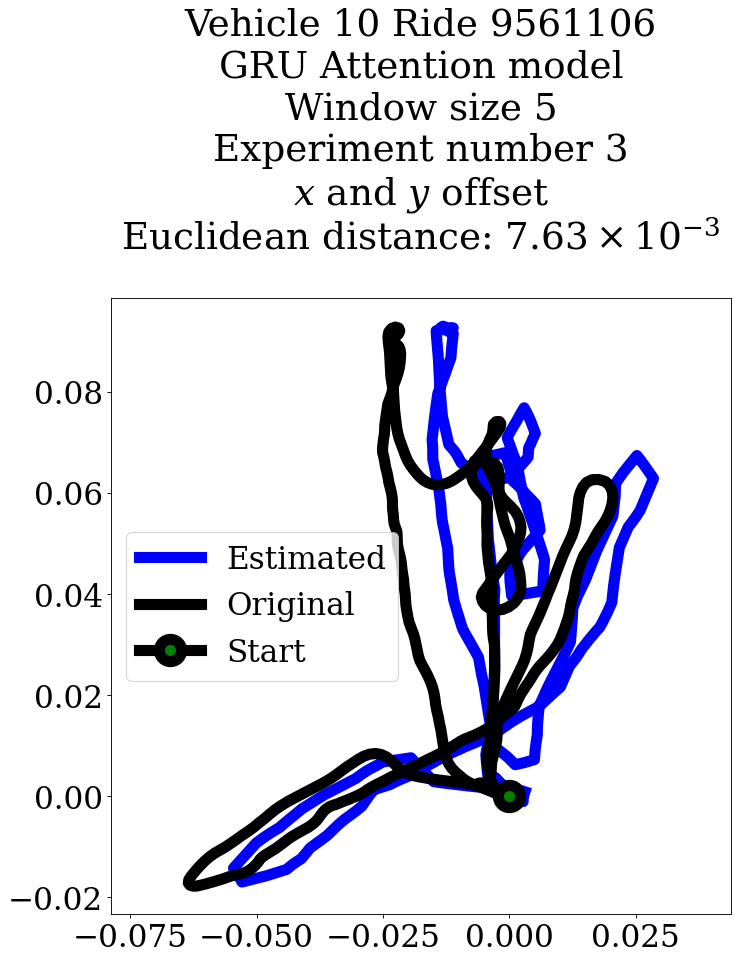 Vehicle 10 Ride 9561106
GRU Attention model
Window size 5
Experiment number 3
x and y offset
Euclidean distance: 7.63 × 10⁻³
0.08
0.06
0.04
0.02
0.00
−0.02
Estimated
Original
Start
−0.075 −0.050 −0.025 0.000 0.025